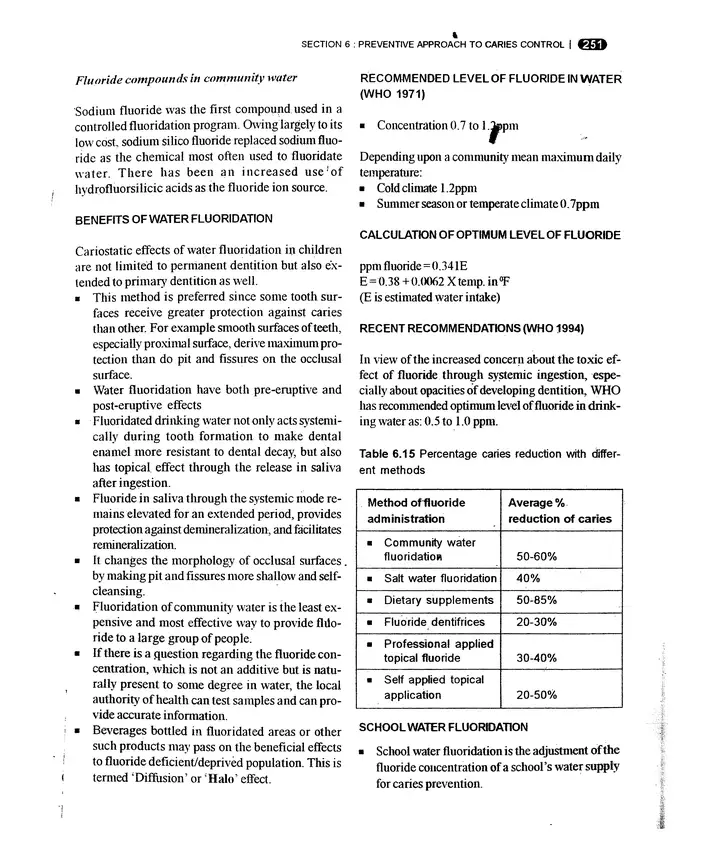 SECTION 6 : PREVENTIVE APPROACH TO CARIES CONTROL | 251
Fluoride compounds in community water
Sodium fluoride was the first compound used in a
controlled fluoridation program. Owing largely to its
low cost, sodium silico fluoride replaced sodium fluo-
ride as the chemical most often used to fluoridate
water. There has been an increased use of
hydrofluorsilicic acids as the fluoride ion source.
BENEFITS OF WATER FLUORIDATION
Cariostatic effects of water fluoridation in children
are not limited to permanent dentition but also ex-
tended to primary dentition as well.
▪ This method is preferred since some tooth sur-
faces receive greater protection against caries
than other. For example smooth surfaces of teeth,
especially proximal surface, derive maximum pro-
tection than do pit and fissures on the occlusal
surface.
▪ Water fluoridation have both pre-eruptive and
post-eruptive effects
▪ Fluoridated drinking water not only acts systemi-
cally during tooth formation to make dental
enamel more resistant to dental decay, but also
has topical effect through the release in saliva
after ingestion.
▪ Fluoride in saliva through the systemic mode re-
mains elevated for an extended period, provides
protection against demineralization, and facilitates
remineralization.
▪ It changes the morphology of occlusal surfaces
by making pit and fissures more shallow and self-
cleansing.
▪ Fluoridation of community water is the least ex-
pensive and most effective way to provide fluo-
ride to a large group of people.
▪ If there is a question regarding the fluoride con-
centration, which is not an additive but is natu-
rally present to some degree in water, the local
authority of health can test samples and can pro-
vide accurate information.
▪ Beverages bottled in fluoridated areas or other
such products may pass on the beneficial effects
to fluoride deficient/deprived population. This is
termed 'Diffusion' or 'Halo' effect.
RECOMMENDED LEVEL OF FLUORIDE IN WATER
(WHO 1971)
▪ Concentration 0.7 to 1.2ppm
Depending upon a community mean maximum daily
temperature:
▪ Cold climate 1.2ppm
▪ Summer season or temperate climate 0.7ppm
CALCULATION OF OPTIMUM LEVEL OF FLUORIDE
ppm fluoride = 0.341E
E = 0.38 + 0.0062 X temp. in ºF
(E is estimated water intake)
RECENT RECOMMENDATIONS (WHO 1994)
In view of the increased concern about the toxic ef-
fect of fluoride through systemic ingestion, espe-
cially about opacities of developing dentition, WHO
has recommended optimum level of fluoride in drink-
ing water as: 0.5 to 1.0 ppm.
Table 6.15 Percentage caries reduction with differ-
ent methods
Method of fluoride Average %
administration reduction of caries
▪ Community water
fluoridation 50-60%
▪ Salt water fluoridation 40%
▪ Dietary supplements 50-85%
▪ Fluoride dentifrices 20-30%
▪ Professional applied
topical fluoride 30-40%
▪ Self applied topical
application 20-50%
SCHOOL WATER FLUORIDATION
▪ School water fluoridation is the adjustment of the
fluoride concentration of a school's water supply
for caries prevention.